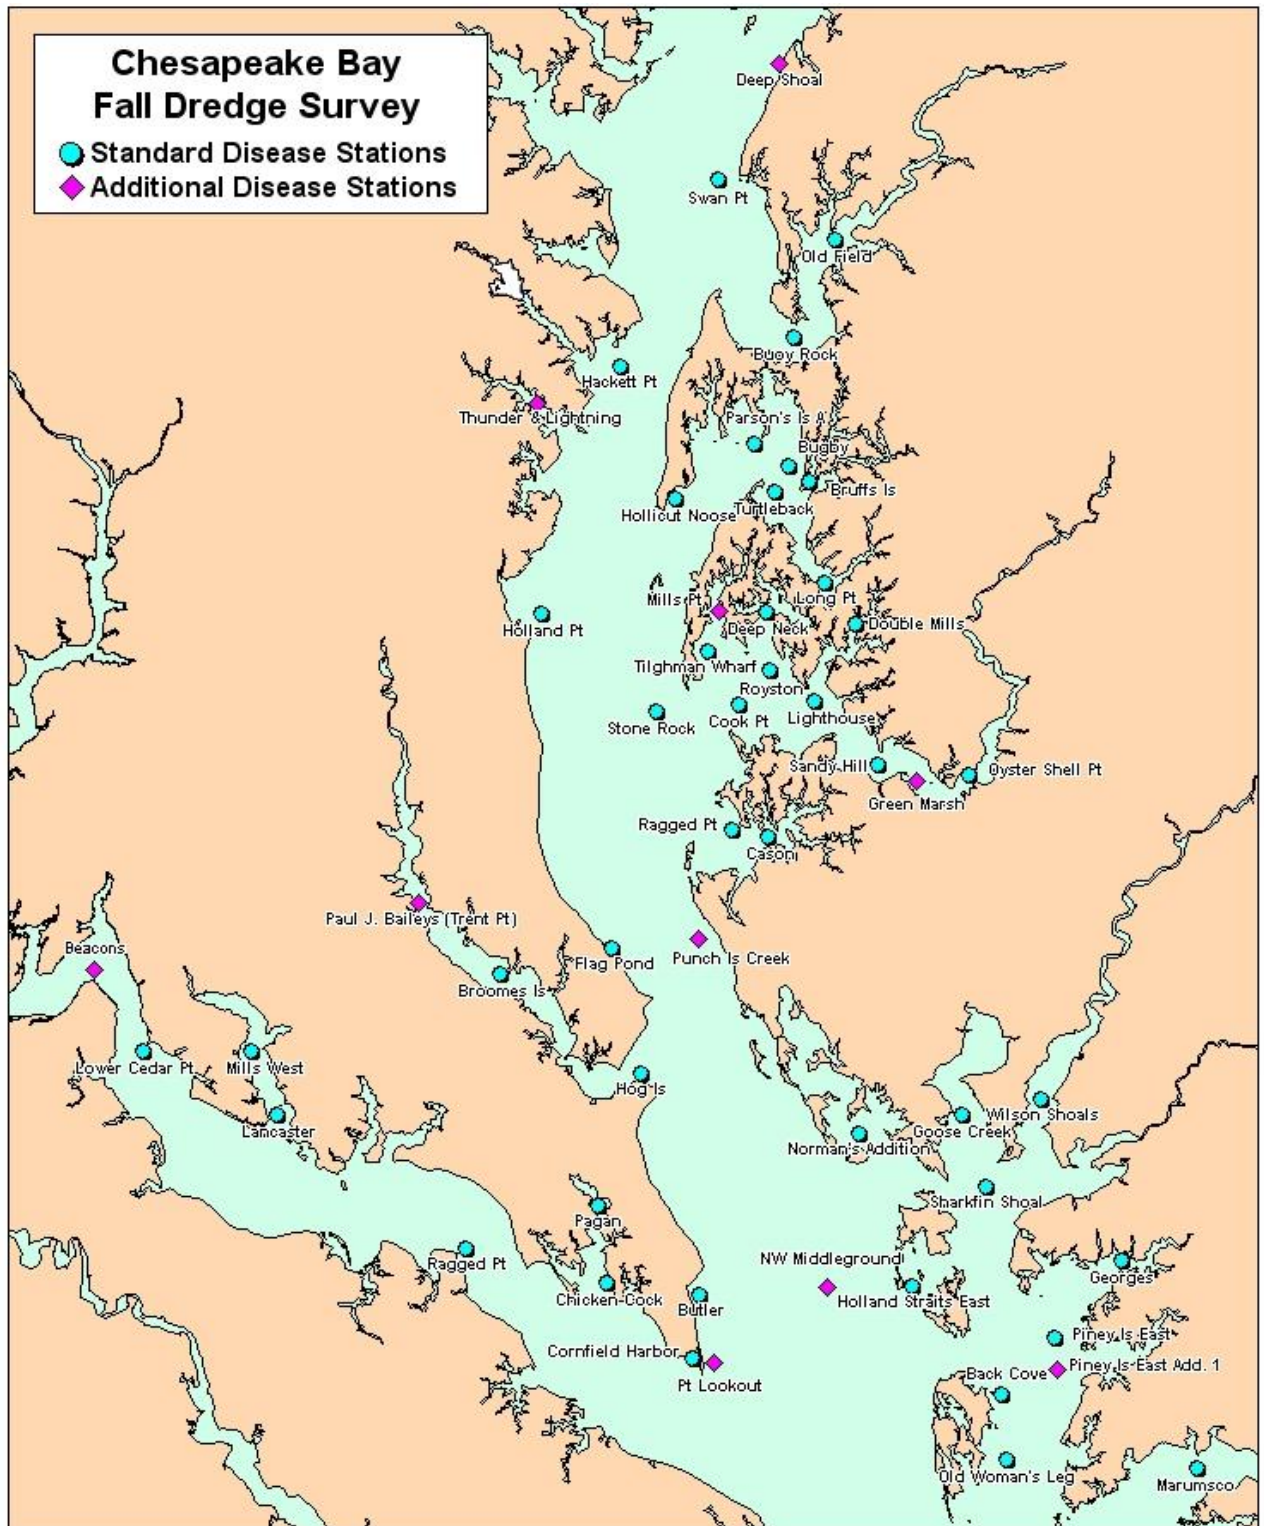 Chesapeake Bay
Fall Dredge Survey
Standard Disease Stations
Additional Disease Stations
Deep Shoal
Swan Pt
Old Field
Buoy Rock
Hackett Pt
Thunder & Lightning
Parson's Is A
Bugby
Bruffs Is
Turtleback
Hollicut Noose
Long Pt
Mills Pt
Deep Neck
Double Mills
Holland Pt
Tilghman Wharf
Royston
Cook Pt
Lighthouse
Stone Rock
Sandy Hill
Oyster Shell Pt
Green Marsh
Ragged Pt
Cason
Paul J. Baileys (Trent Pt)
Beacons
Flag Pond
Punch Is Creek
Broomes Is
Lower Cedar Pt
Mills West
Hog Is
Lancaster
Wilson Shoals
Goose Creek
Norman's Addition
Sharkfin Shoal
Pagan
NW Middleground
Ragged Pt
Georges
Chicken Cock
Butler
Holland Straits East
Piney Is East
Cornfield Harbor
Piney Is East Add. 1
Back Cove
Pt Lookout
Old Woman's Leg
Marumsco